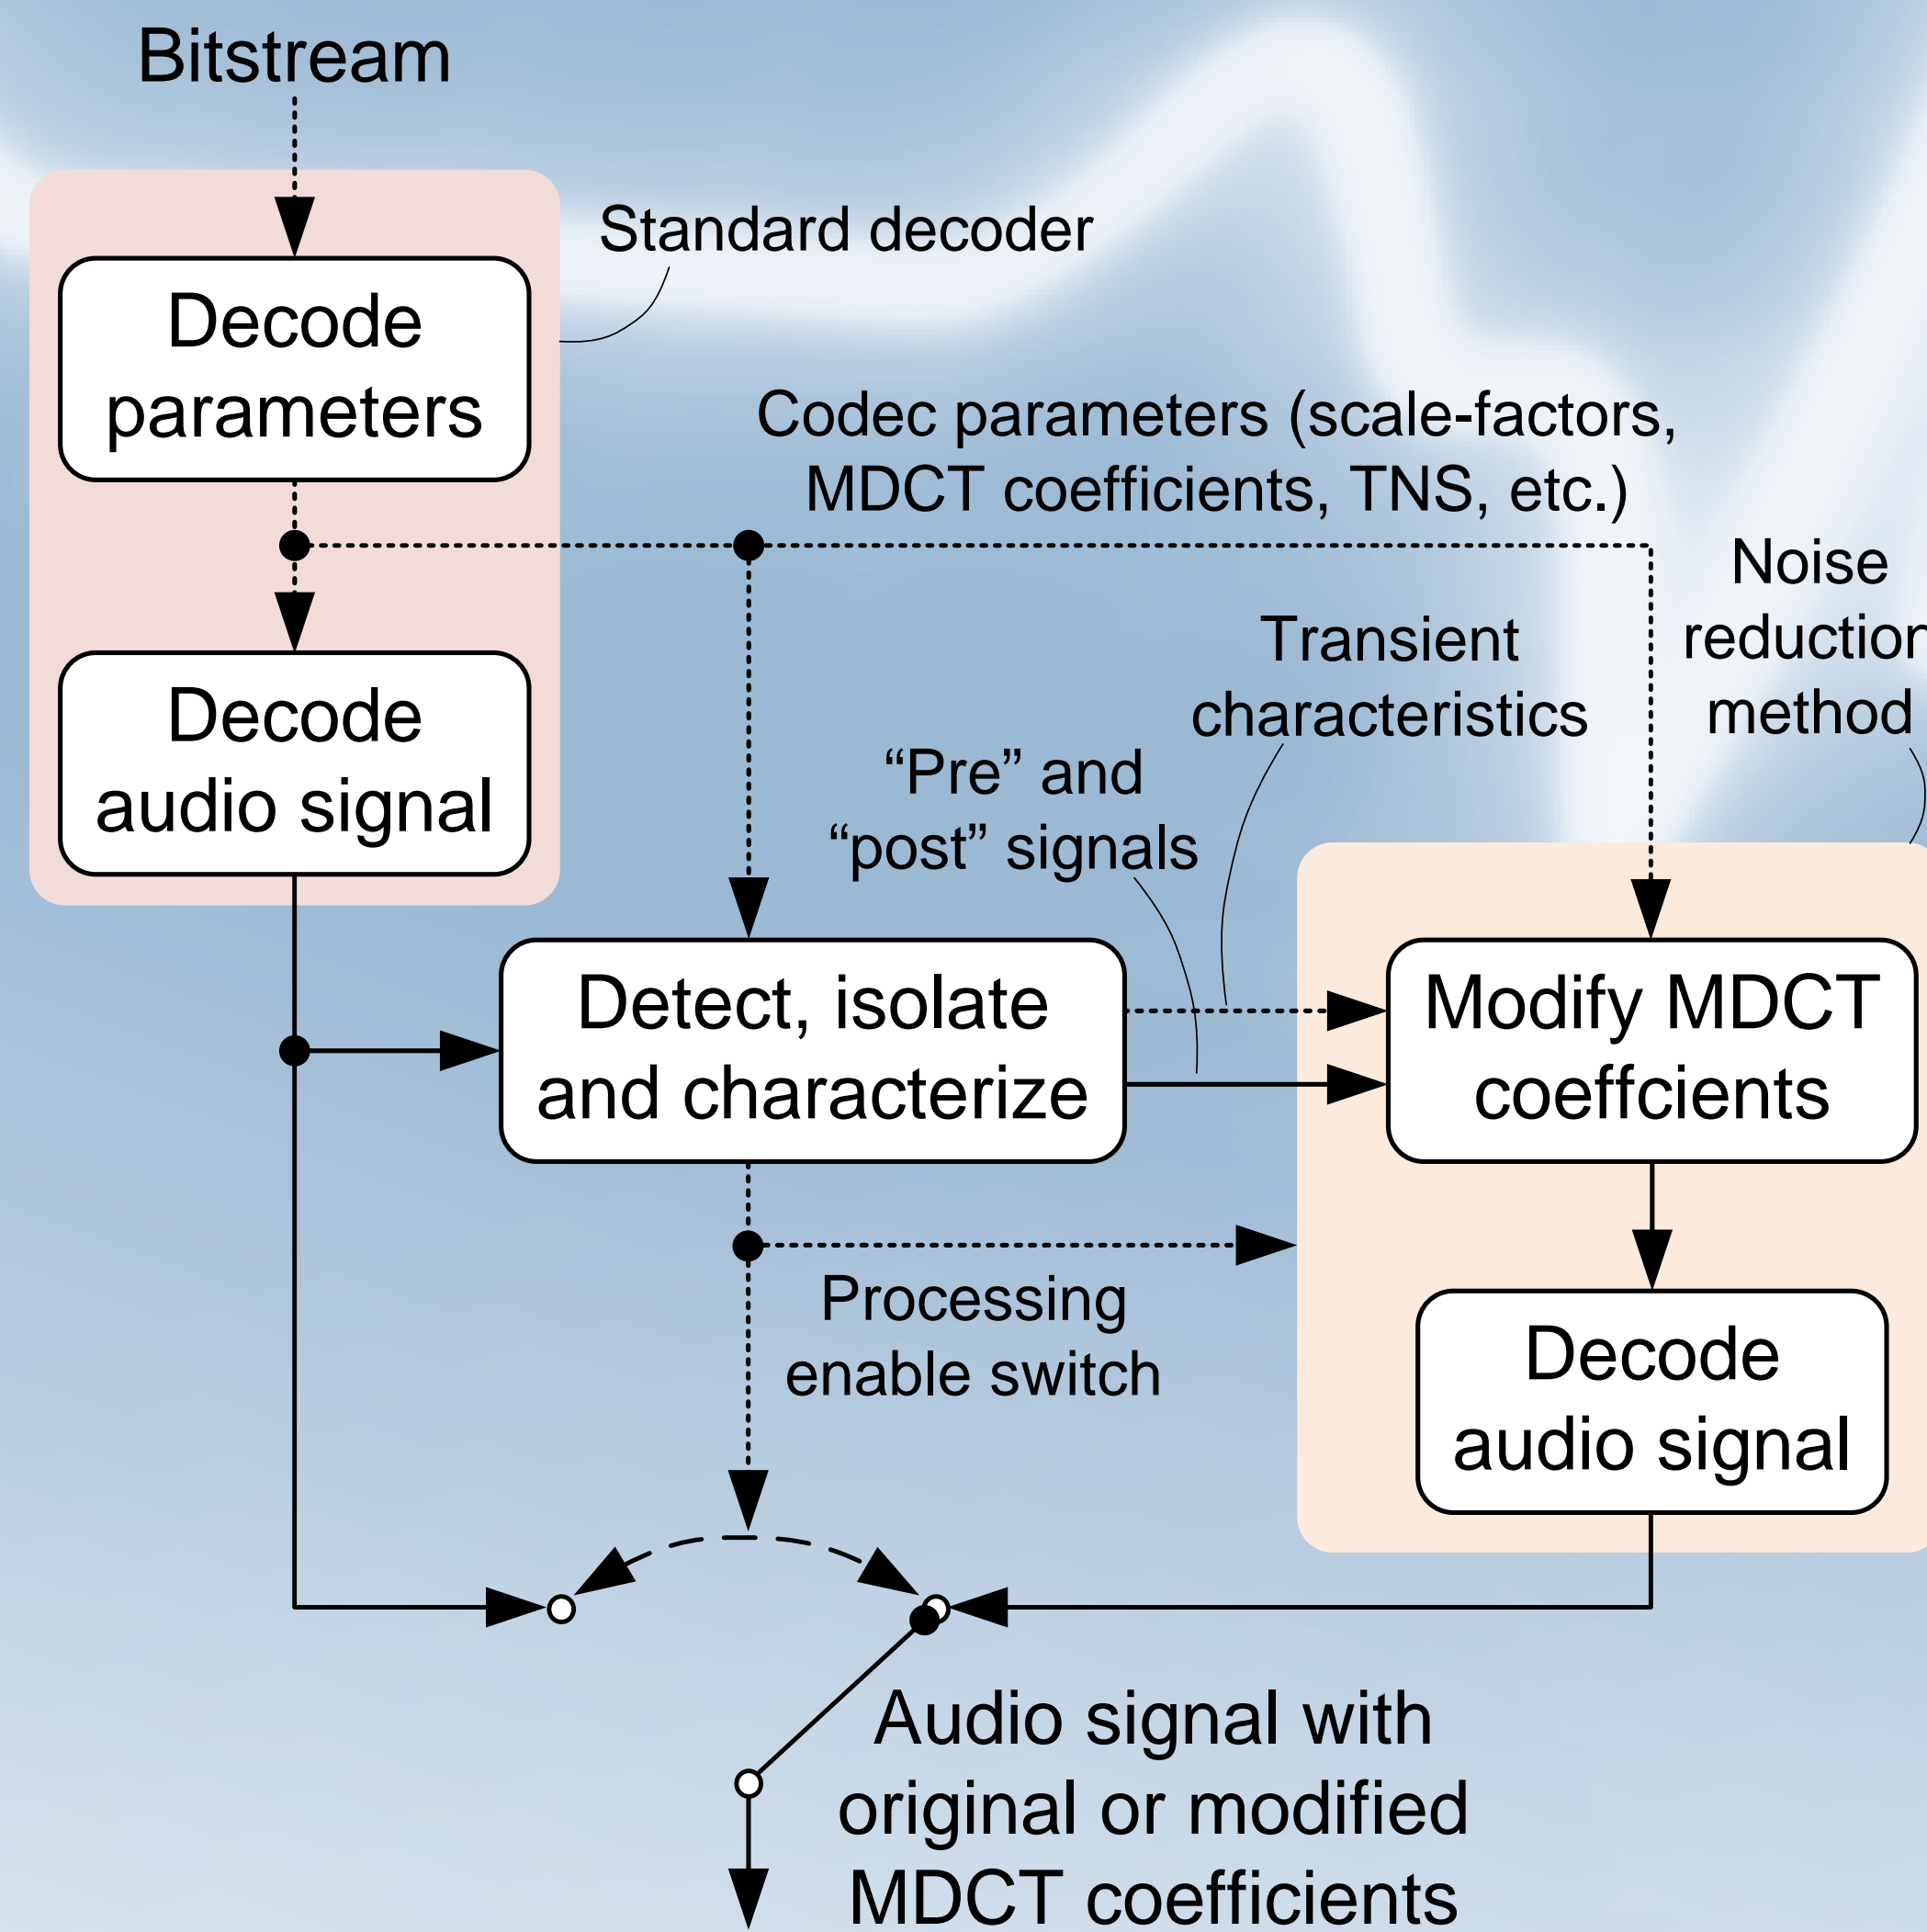 Bitstream
Standard decoder
Decode
parameters
Codec parameters (scale-factors,
MDCT coefficients, TNS, etc.)
Noise
reduction
method
Transient
characteristics
Decode
audio signal
“Pre” and
“post” signals
Detect, isolate
and characterize
Modify MDCT
coeffcients
Processing
enable switch
Decode
audio signal
Audio signal with
original or modified
MDCT coefficients